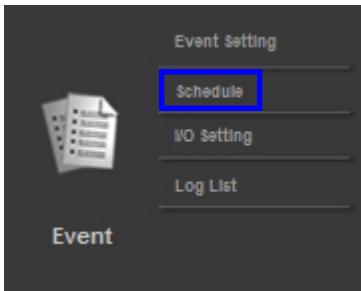 Event Setting
Schedule
I/O Setting
Log List
Event